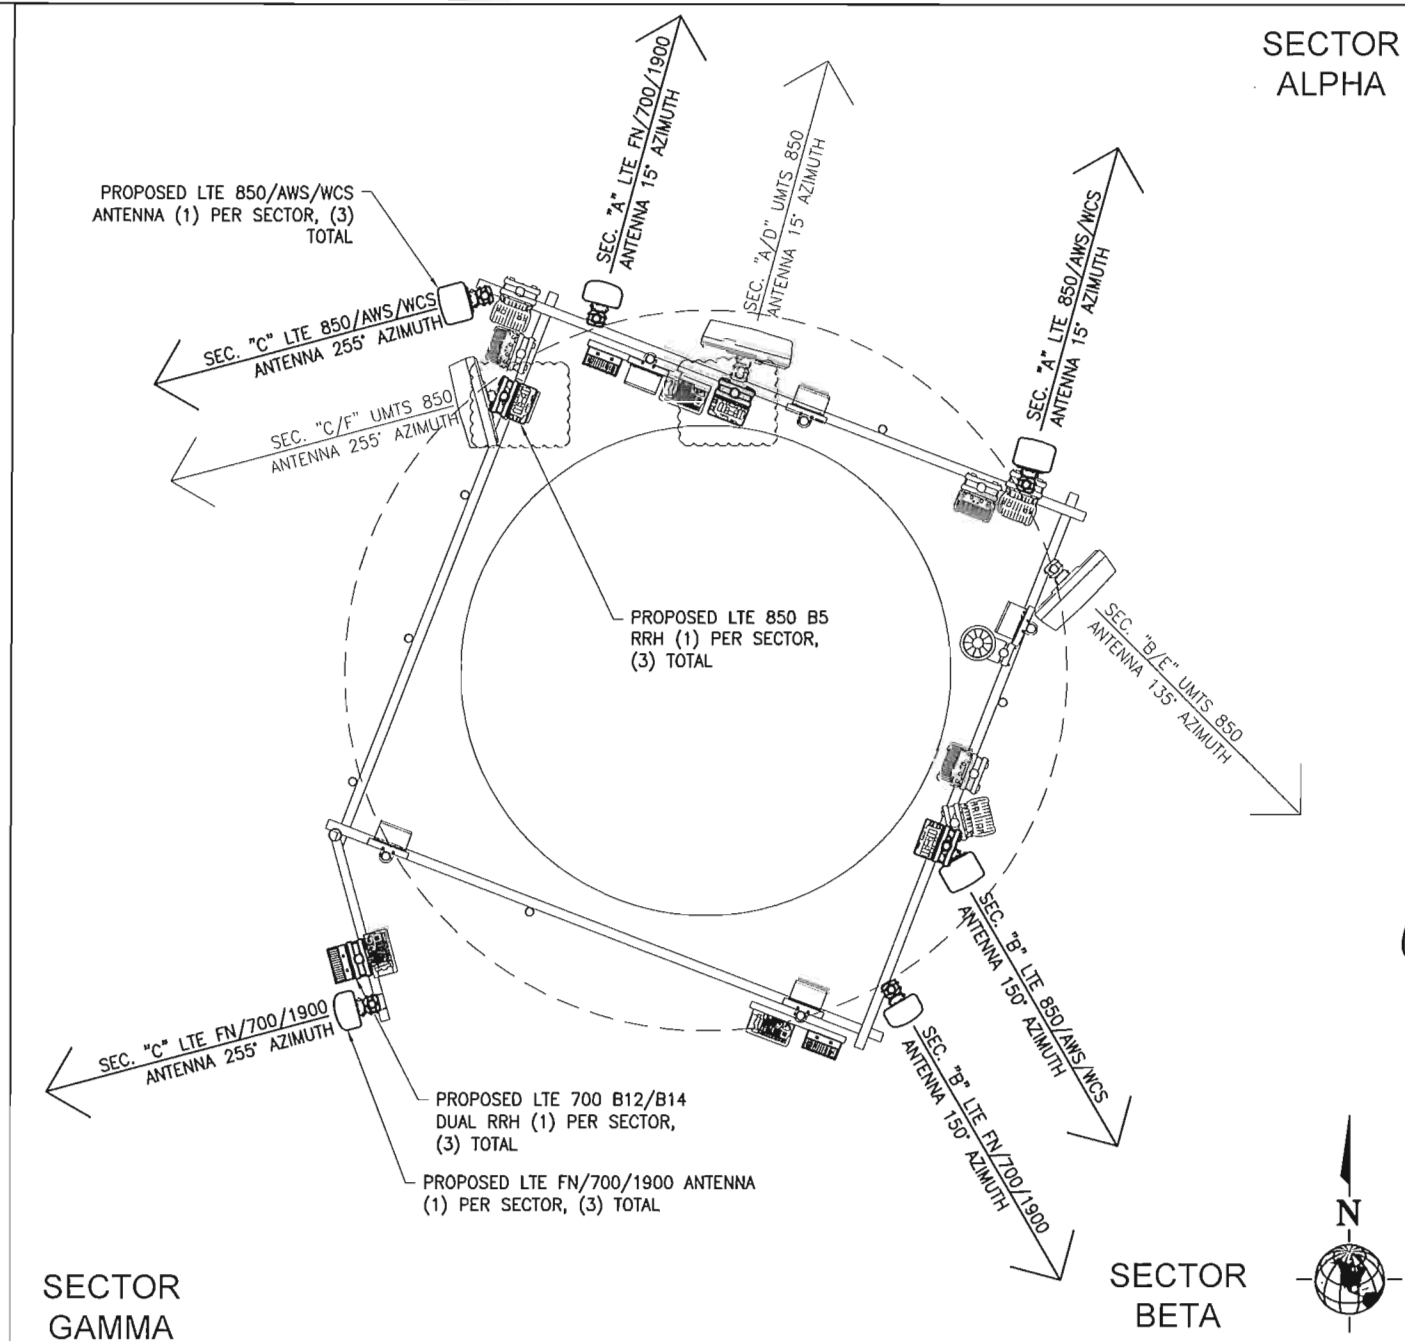 SECTOR
ALPHA
SEC. "A" LTE FN/700/1900
ANTENNA 15° AZIMUTH
SEC. "A/D" UMTS 850
ANTENNA 15° AZIMUTH
SEC. "A" LTE 850/AWS/WCS
ANTENNA 15° AZIMUTH
PROPOSED LTE 850/AWS/WCS
ANTENNA (1) PER SECTOR, (3)
TOTAL
SEC. "C" LTE 850/AWS/WCS
ANTENNA 255° AZIMUTH
SEC. "C/F" UMTS 850
ANTENNA 255° AZIMUTH
PROPOSED LTE 850 B5
RRH (1) PER SECTOR,
(3) TOTAL
SEC. "B/E" UMTS 850
ANTENNA 135° AZIMUTH
SEC. "B" LTE 850/AWS/WCS
ANTENNA 150° AZIMUTH
SEC. "B" LTE FN/700/1900
ANTENNA 150° AZIMUTH
SEC. "C" LTE FN/700/1900
ANTENNA 255° AZIMUTH
PROPOSED LTE 700 B12/B14
DUAL RRH (1) PER SECTOR,
(3) TOTAL
PROPOSED LTE FN/700/1900 ANTENNA
(1) PER SECTOR, (3) TOTAL
SECTOR
GAMMA
SECTOR
BETA
N